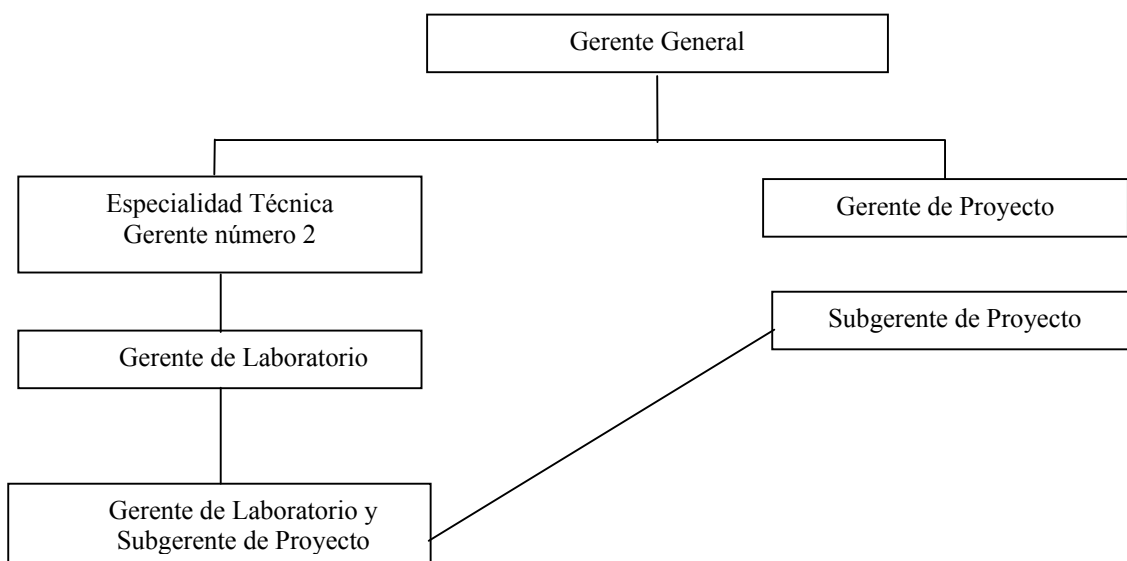 Gerente General
Especialidad Técnica
Gerente número 2
Gerente de Proyecto
Subgerente de Proyecto
Gerente de Laboratorio
Gerente de Laboratorio y
Subgerente de Proyecto